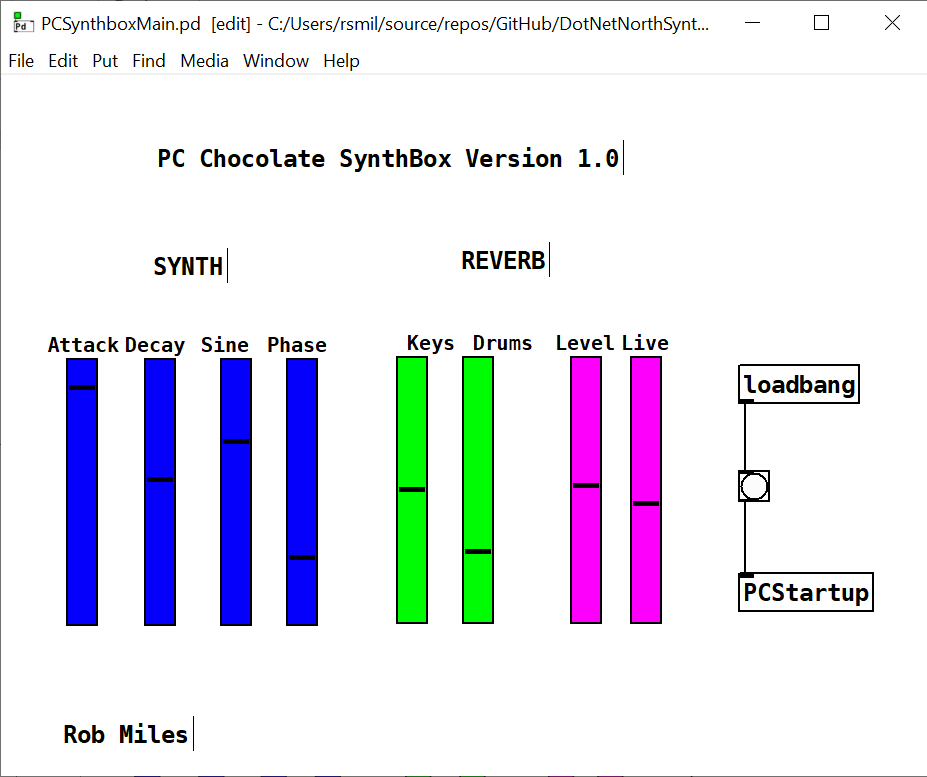 PCSynthboxMain.pd [edit] - C:/Users/rsmil/source/repos/GitHub/DotNetNorthSynt...
File Edit Put Find Media Window Help
PC Chocolate SynthBox Version 1.0
SYNTH REVERB
Attack Decay Sine Phase Keys Drums Level Live
loadbang
PCStartup
Rob Miles